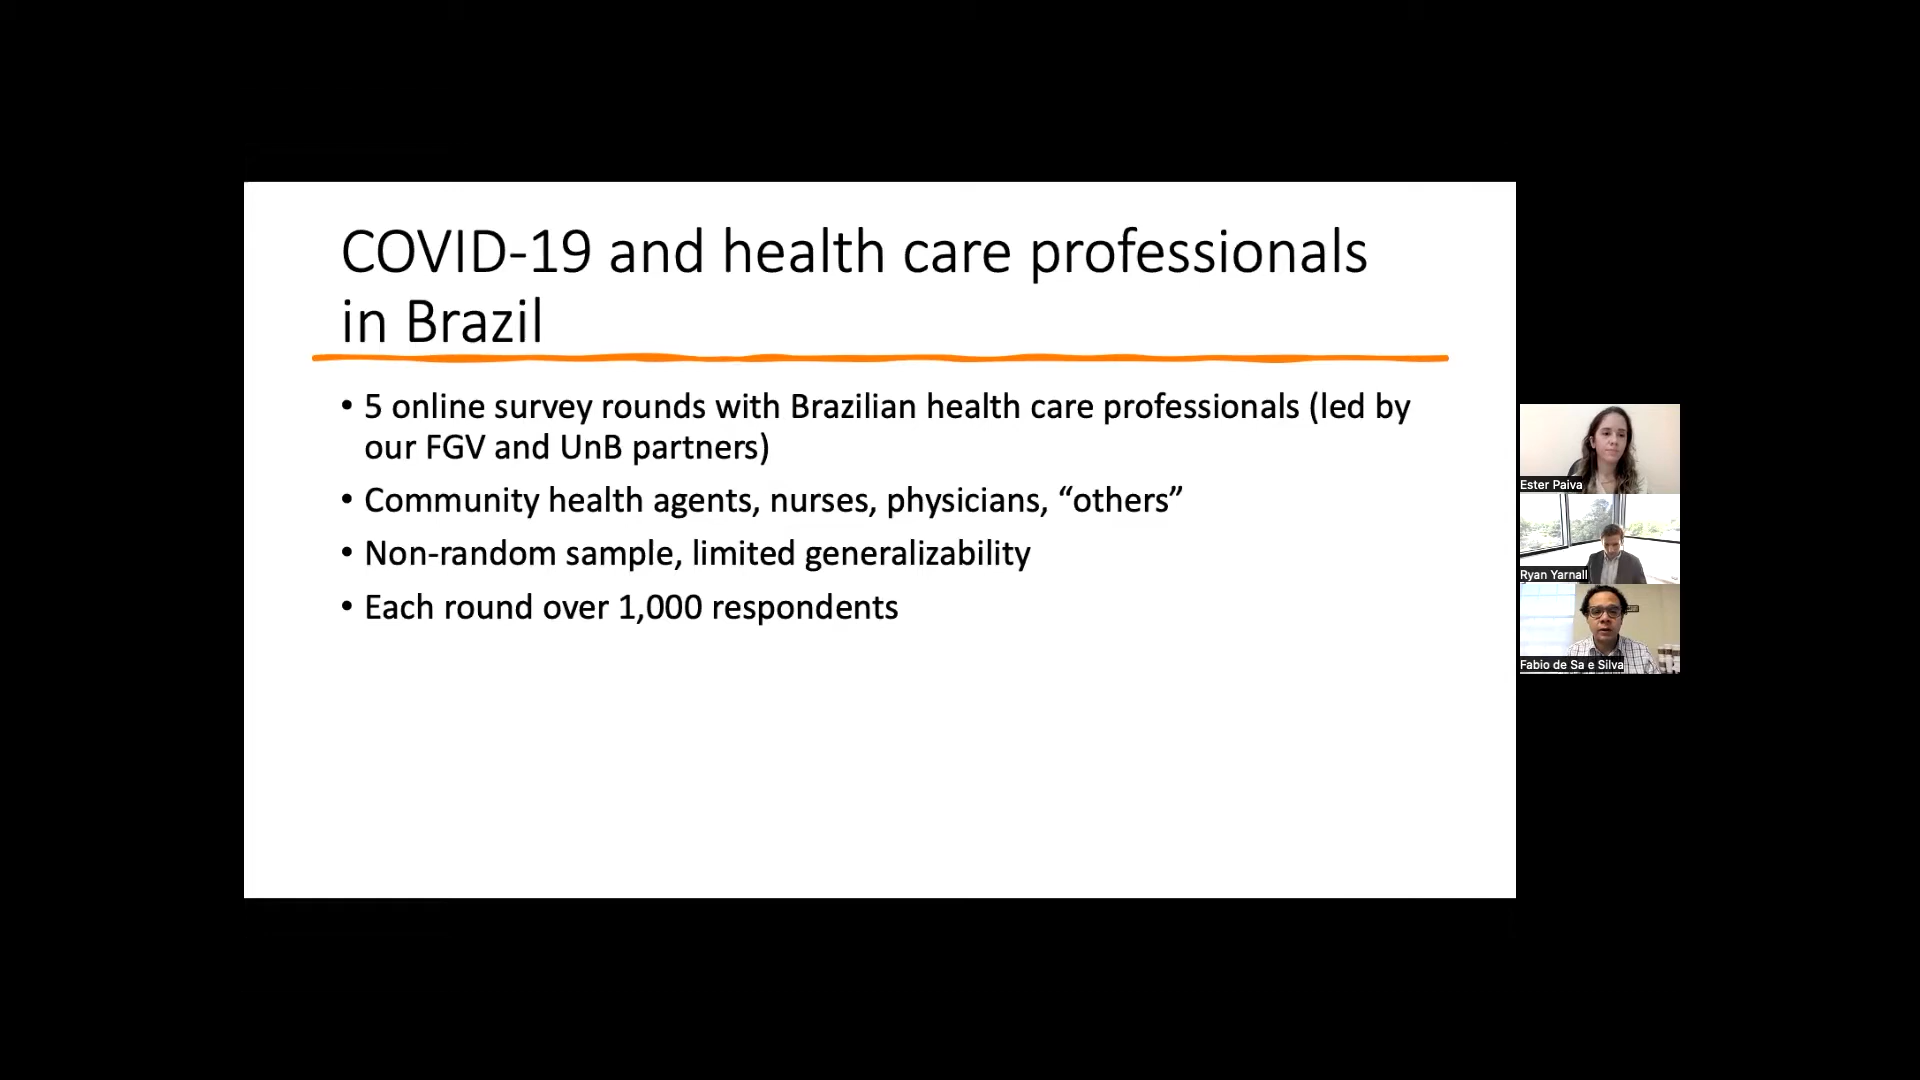 COVID-19 and health care professionals
in Brazil
• 5 online survey rounds with Brazilian health care professionals (led by
our FGV and UnB partners)
• Community health agents, nurses, physicians, “others”
• Non-random sample, limited generalizability
• Each round over 1,000 respondents
Ester Paiva
Ryan Yarnall
Fabio de Sa e Silva